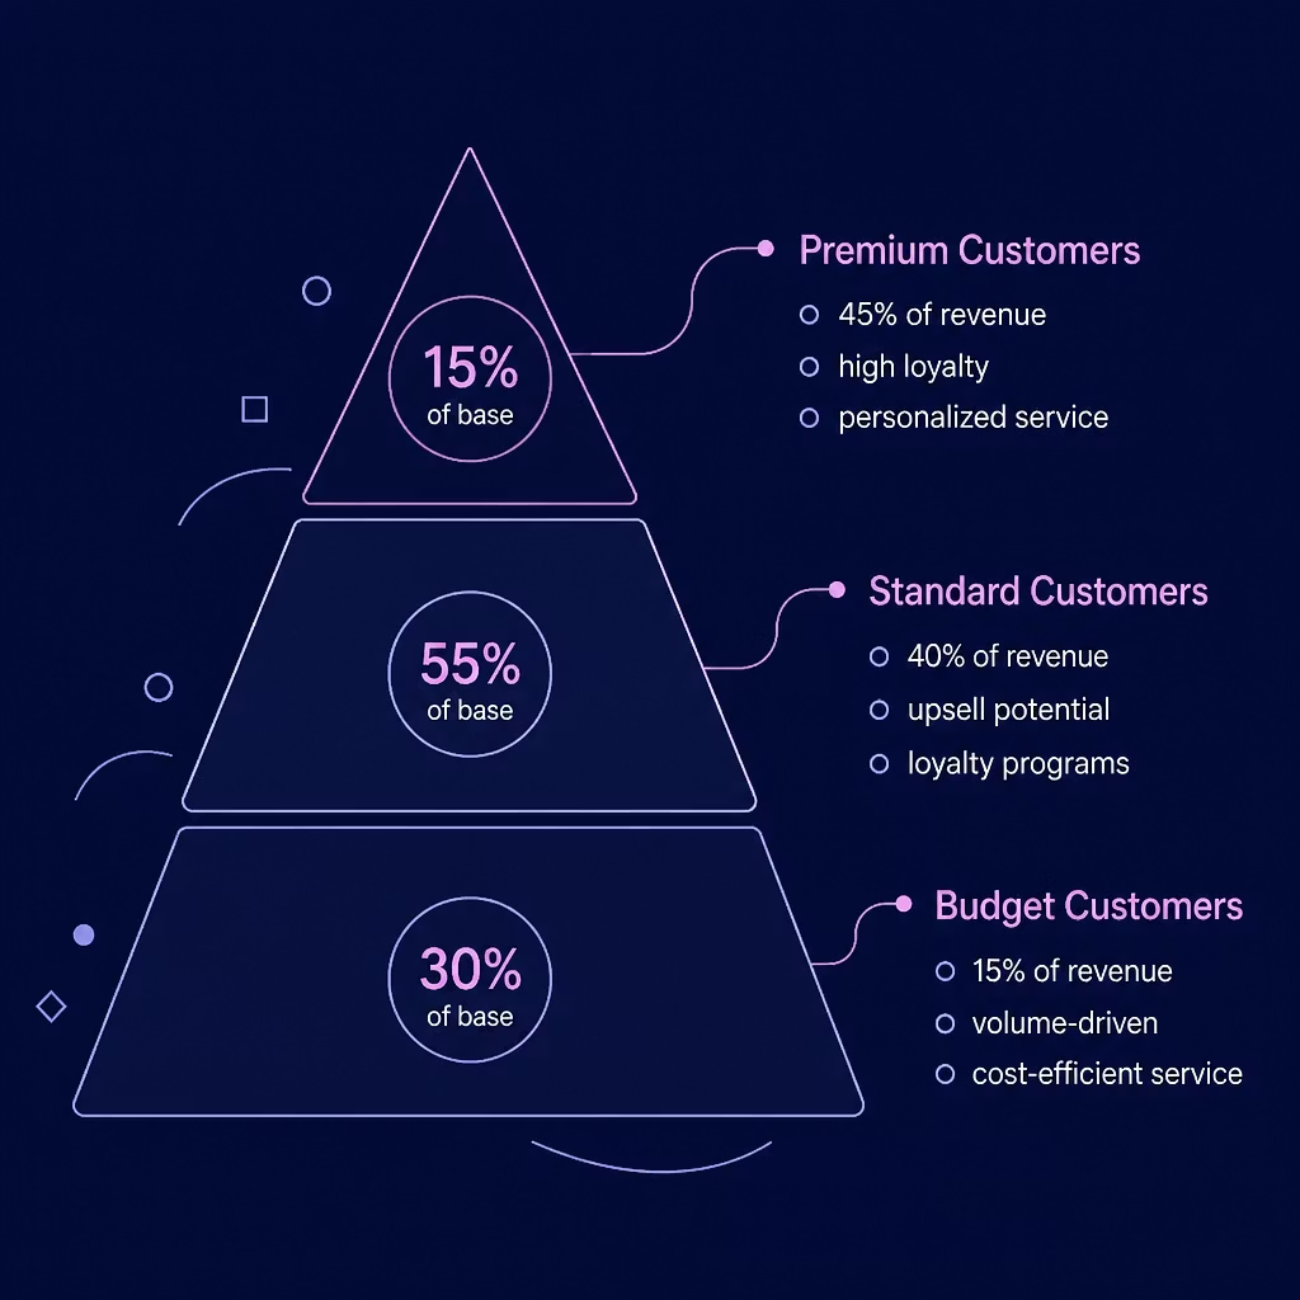 15%
of base
Premium Customers
45% of revenue
high loyalty
personalized service
55%
of base
Standard Customers
40% of revenue
upsell potential
loyalty programs
30%
of base
Budget Customers
15% of revenue
volume-driven
cost-efficient service